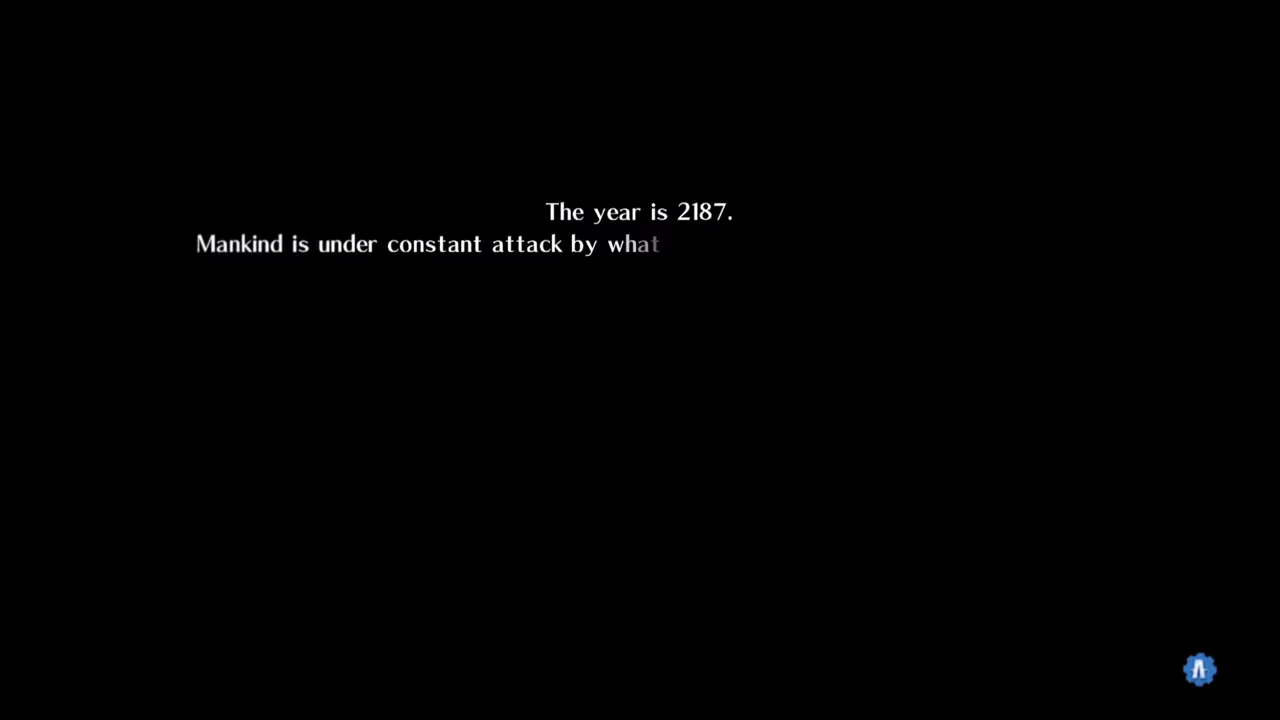 The year is 2187.
Mankind is under constant attack by what